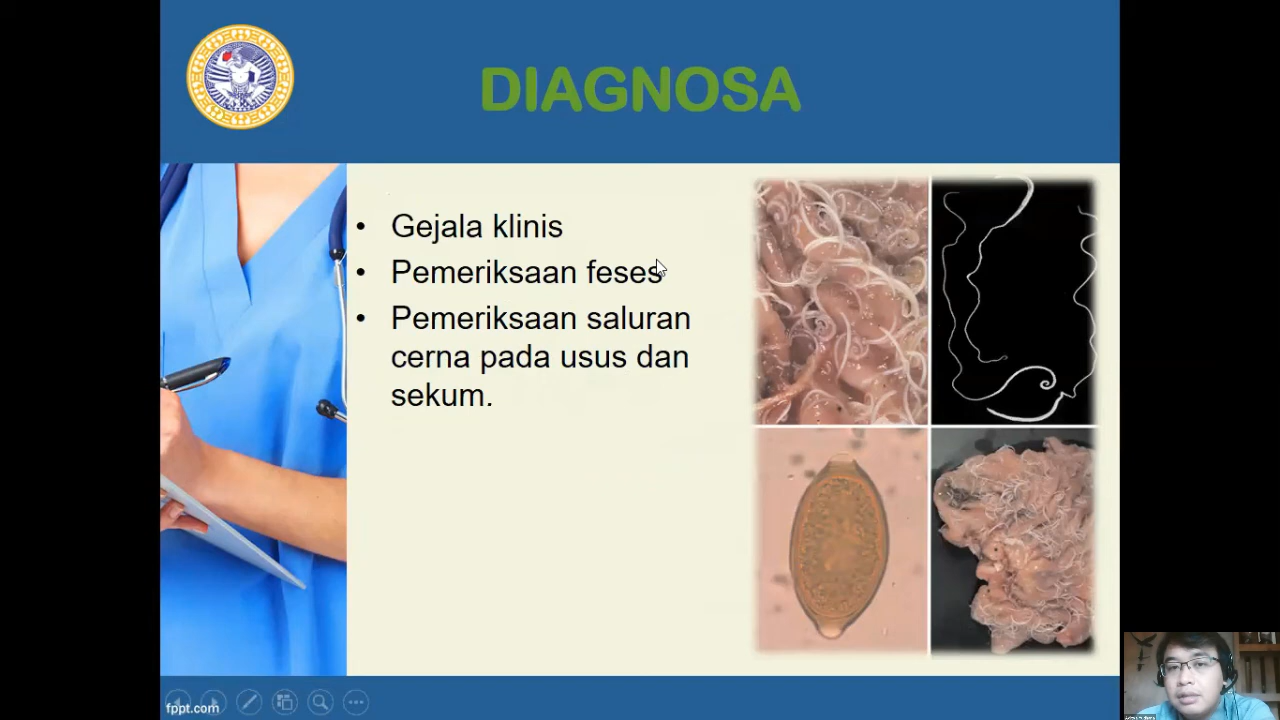 DIAGNOSA
• Gejala klinis
• Pemeriksaan feses
• Pemeriksaan saluran
cerna pada usus dan
sekum.
fppt.com